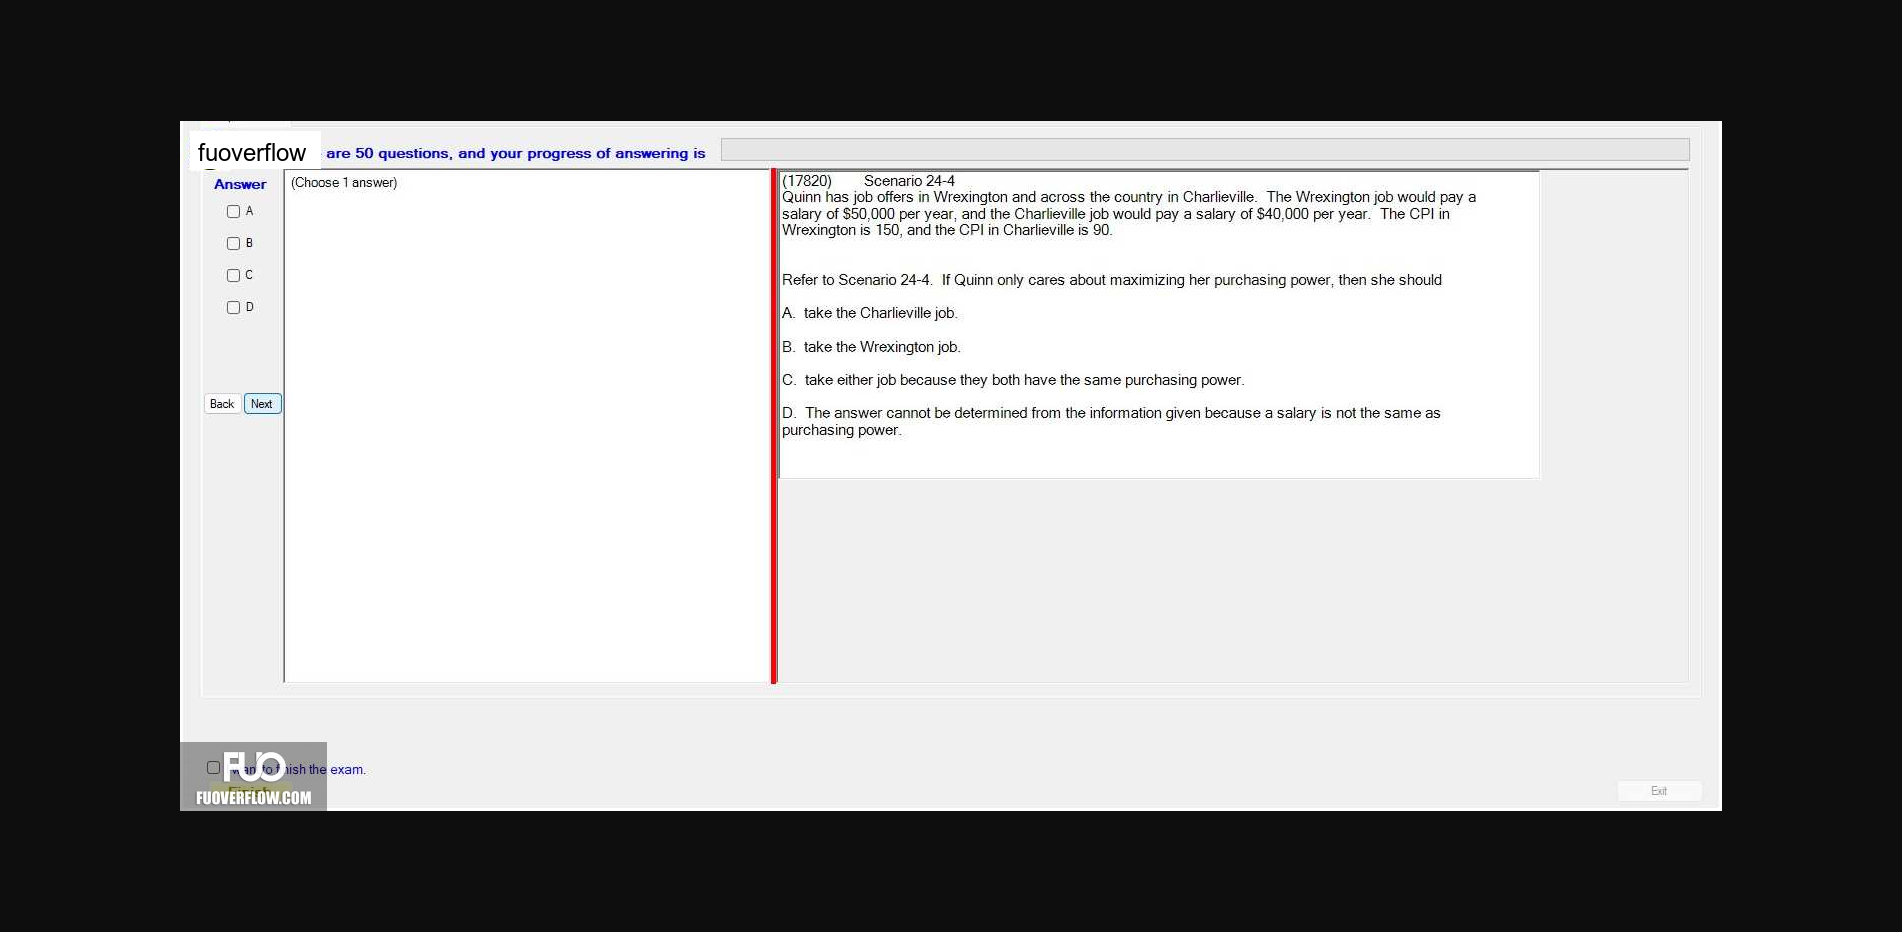 fuoverflow are 50 questions, and your progress of answering is
Answer
(Choose 1 answer)
A
B
C
D
Back Next
(17820) Scenario 24-4
Quinn has job offers in Wrexington and across the country in Charlieville. The Wrexington job would pay a
salary of $50,000 per year, and the Charlieville job would pay a salary of $40,000 per year. The CPI in
Wrexington is 150, and the CPI in Charlieville is 90.
Refer to Scenario 24-4. If Quinn only cares about maximizing her purchasing power, then she should
A. take the Charlieville job.
B. take the Wrexington job.
C. take either job because they both have the same purchasing power.
D. The answer cannot be determined from the information given because a salary is not the same as
purchasing power.
FUO
want to finish the exam.
Finish
FUOVERFLOW.COM
Exit